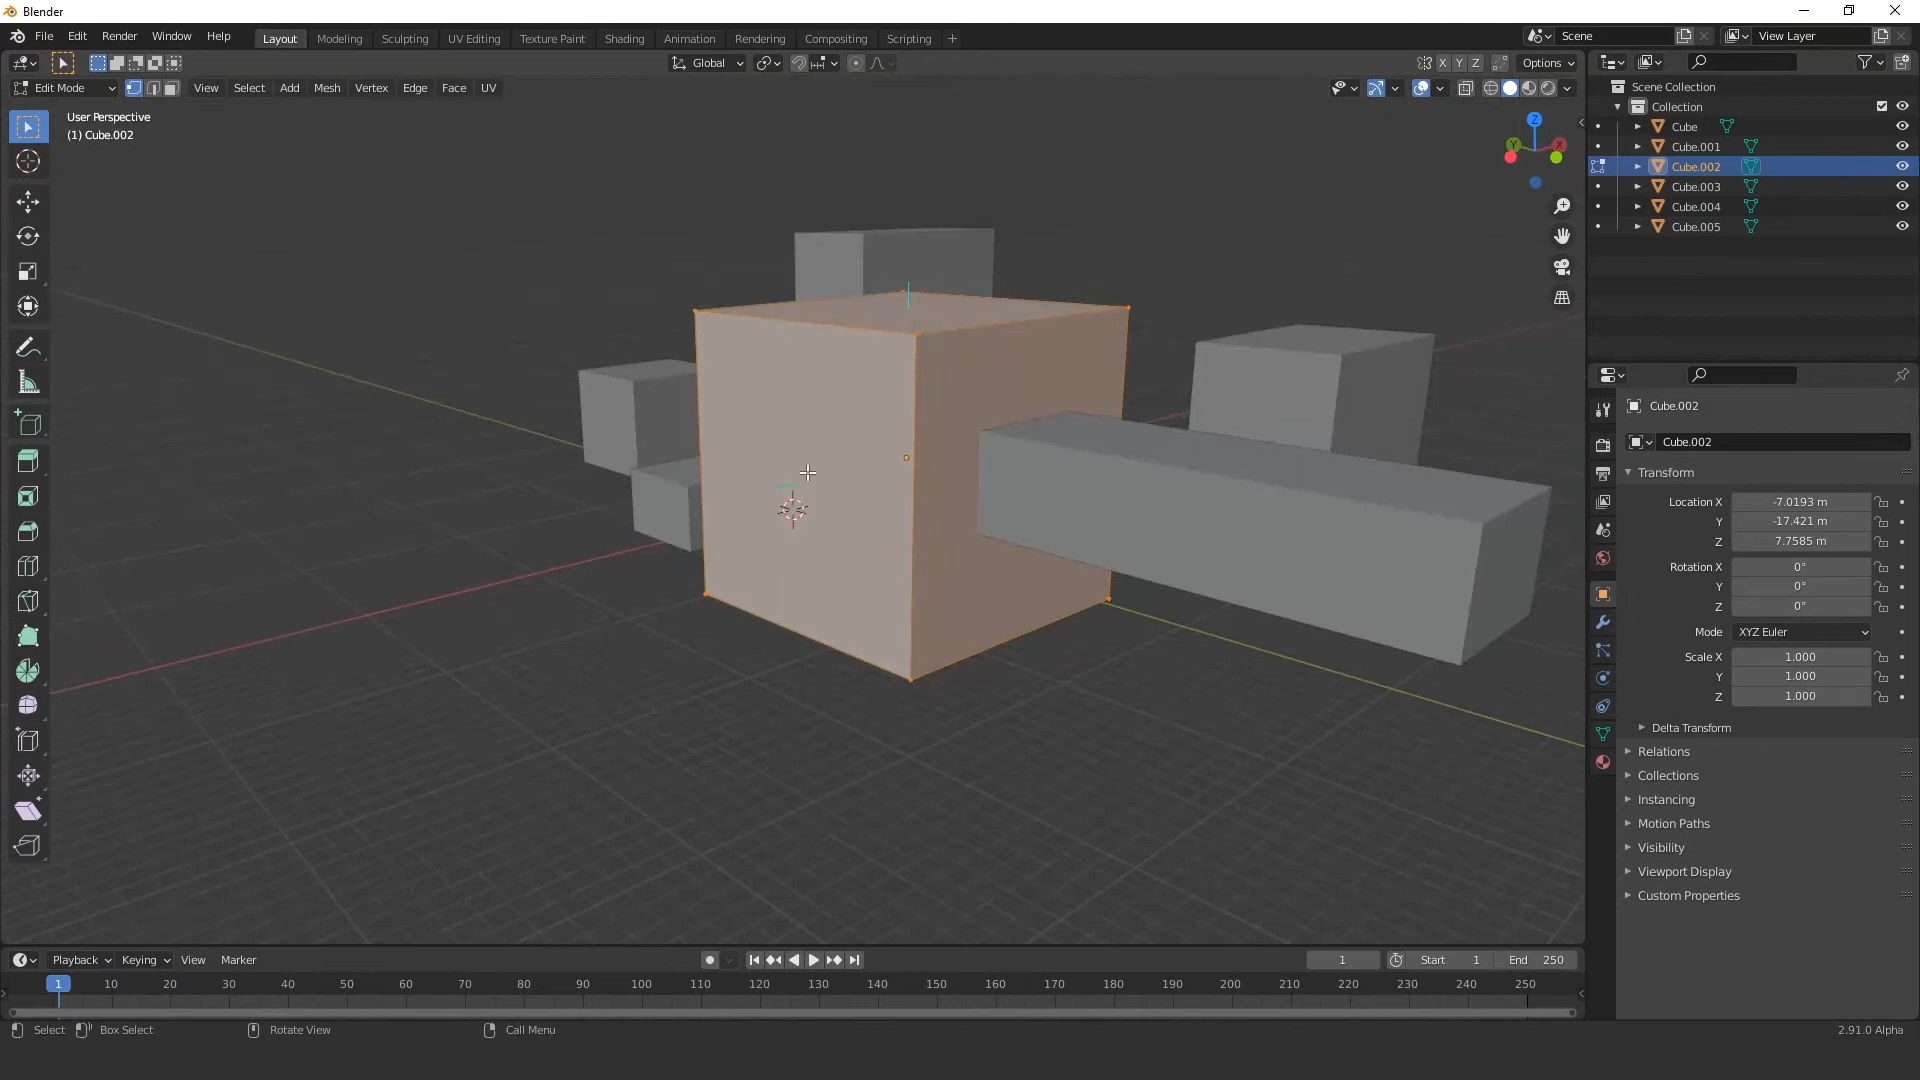 Blender
File Edit Render Window Help Layout Modeling Sculpting UV Editing Texture Paint Shading Animation Rendering Compositing Scripting + Scene View Layer
Global X Y Z Options
Edit Mode View Select Add Mesh Vertex Edge Face UV
User Perspective
(1) Cube.002
Z
Y X
Scene Collection
Collection
Cube
Cube.001
Cube.002
Cube.003
Cube.004
Cube.005
Cube.002
Cube.002
Transform
Location X -7.0193 m
Y -17.421 m
Z 7.7585 m
Rotation X 0°
Y 0°
Z 0°
Mode XYZ Euler
Scale X 1.000
Y 1.000
Z 1.000
Delta Transform
Relations
Collections
Instancing
Motion Paths
Visibility
Viewport Display
Custom Properties
Playback Keying View Marker 1 Start 1 End 250
1 10 20 30 40 50 60 70 80 90 100 110 120 130 140 150 160 170 180 190 200 210 220 230 240 250
Select Box Select Rotate View Call Menu 2.91.0 Alpha